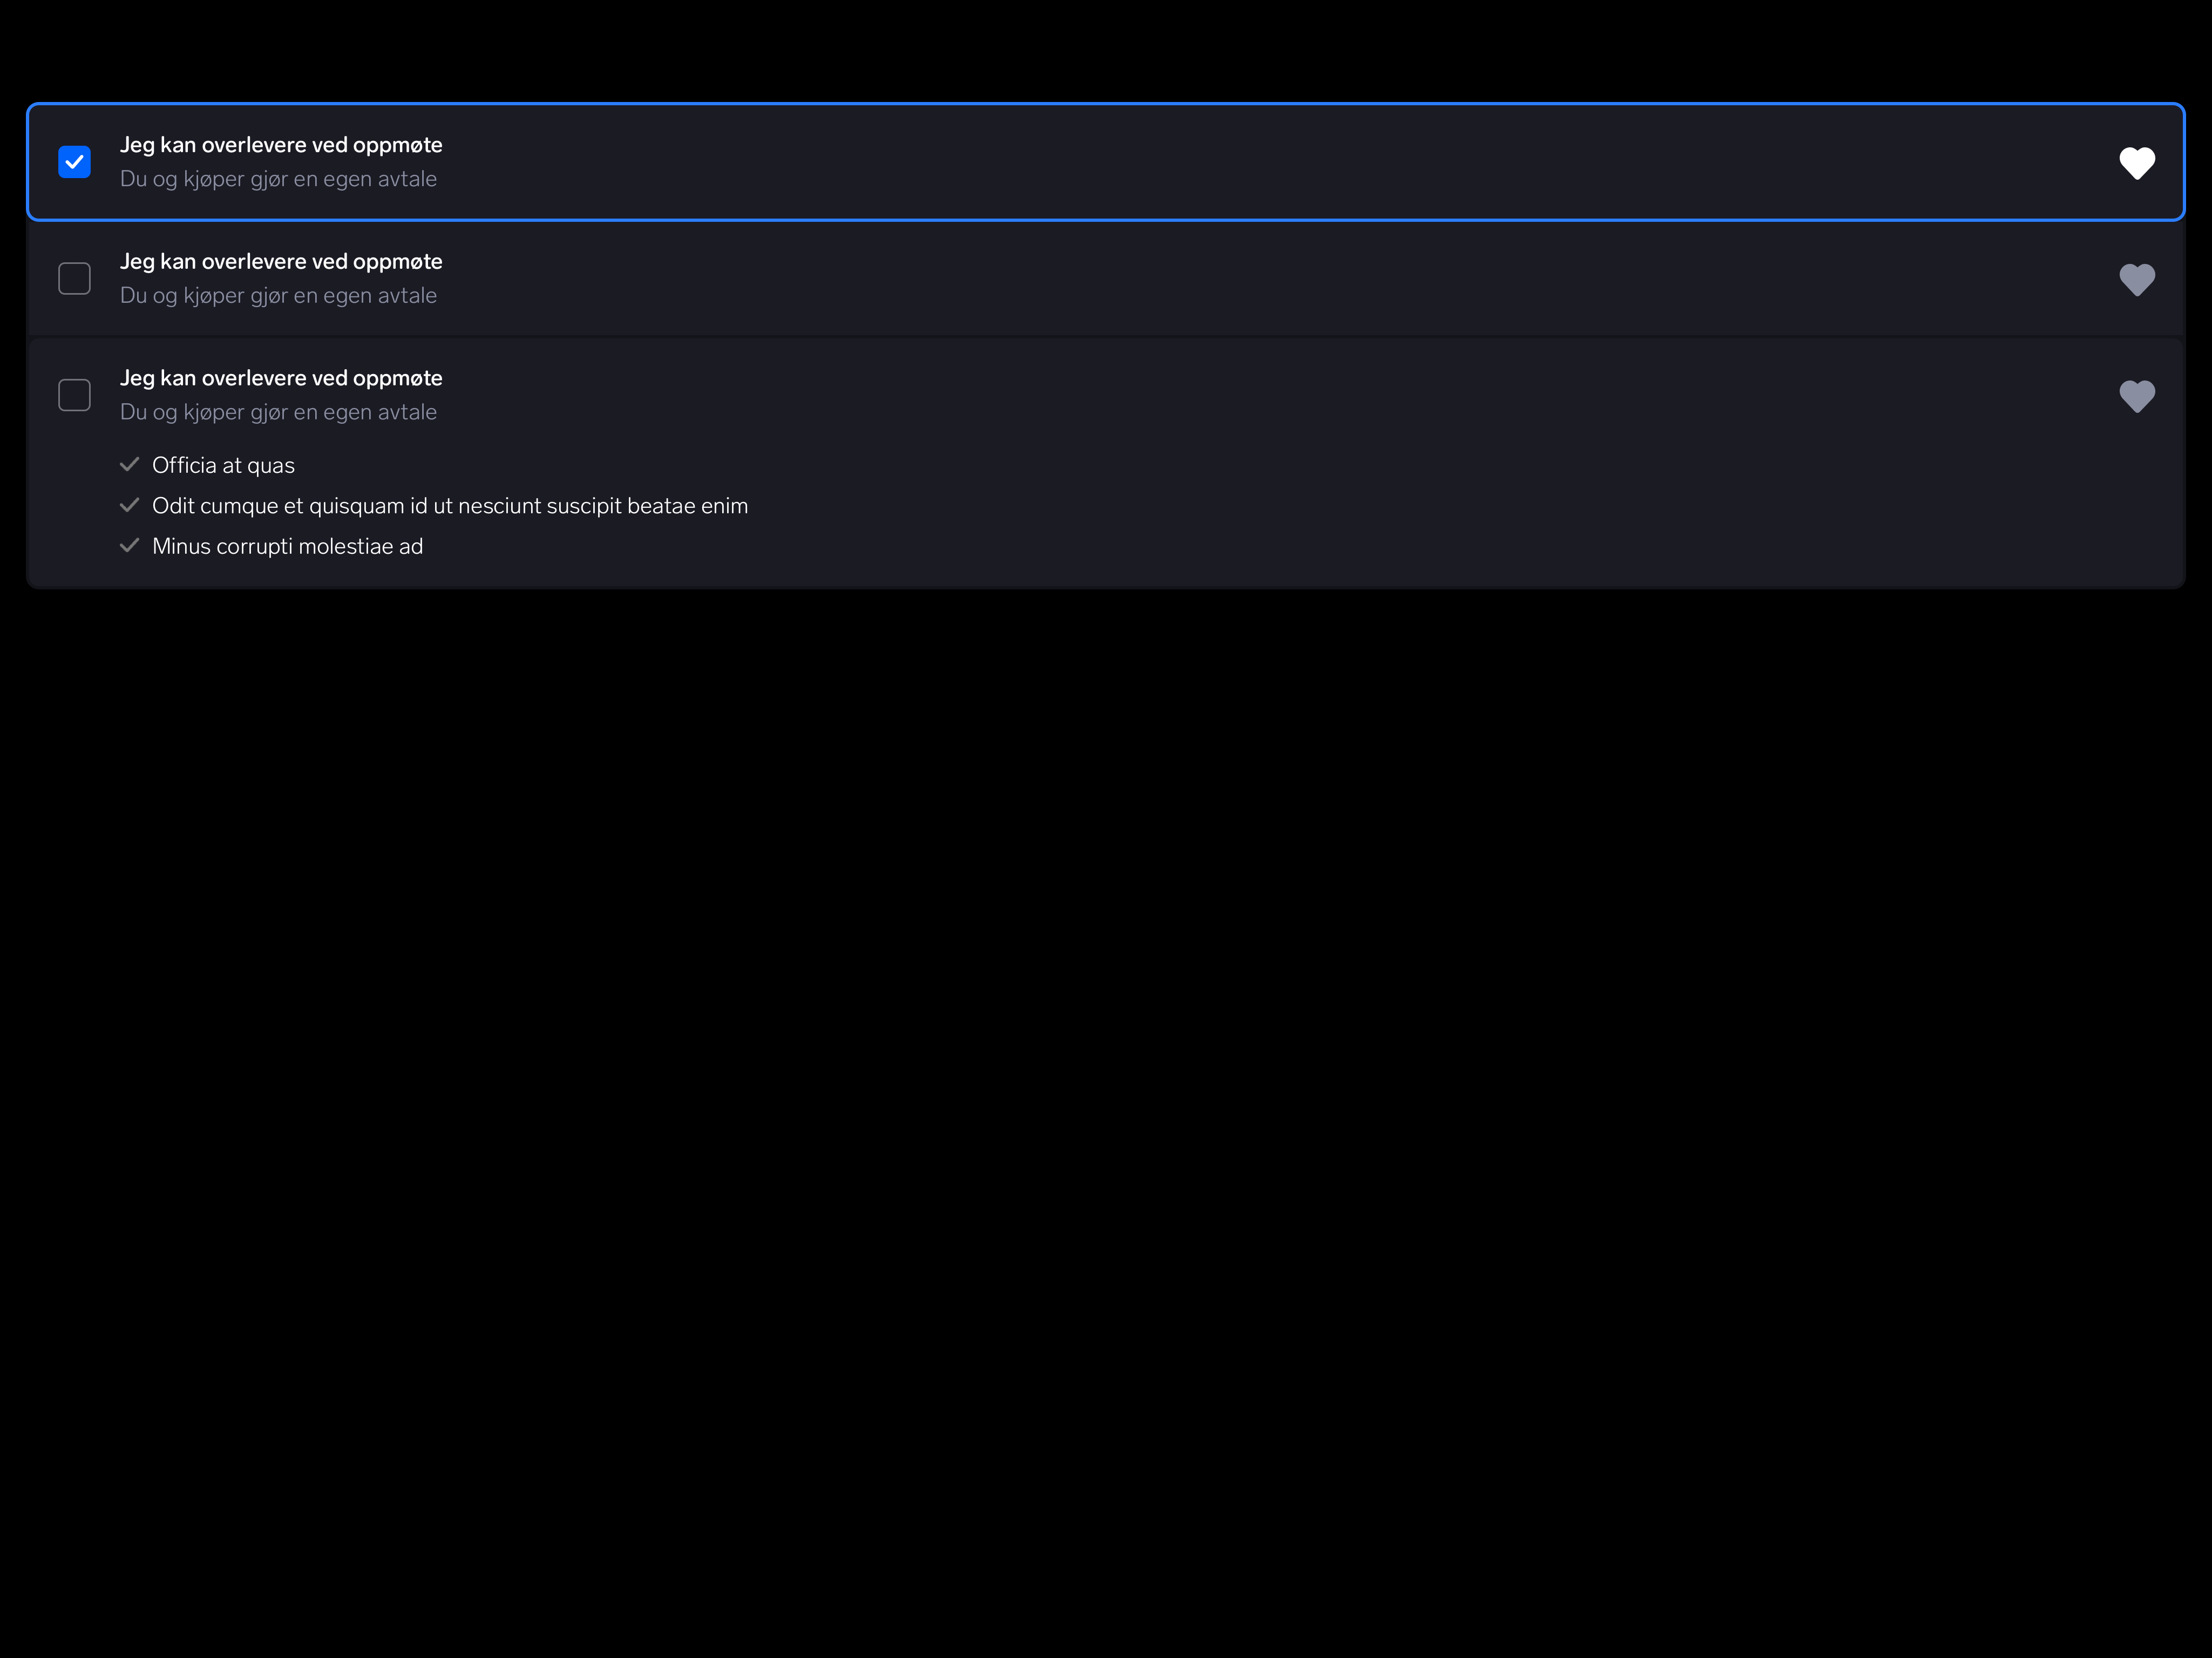 Jeg kan overlevere ved oppmøte
Du og kjøper gjør en egen avtale
Jeg kan overlevere ved oppmøte
Du og kjøper gjør en egen avtale
Jeg kan overlevere ved oppmøte
Du og kjøper gjør en egen avtale
Officia at quas
Odit cumque et quisquam id ut nesciunt suscipit beatae enim
Minus corrupti molestiae ad